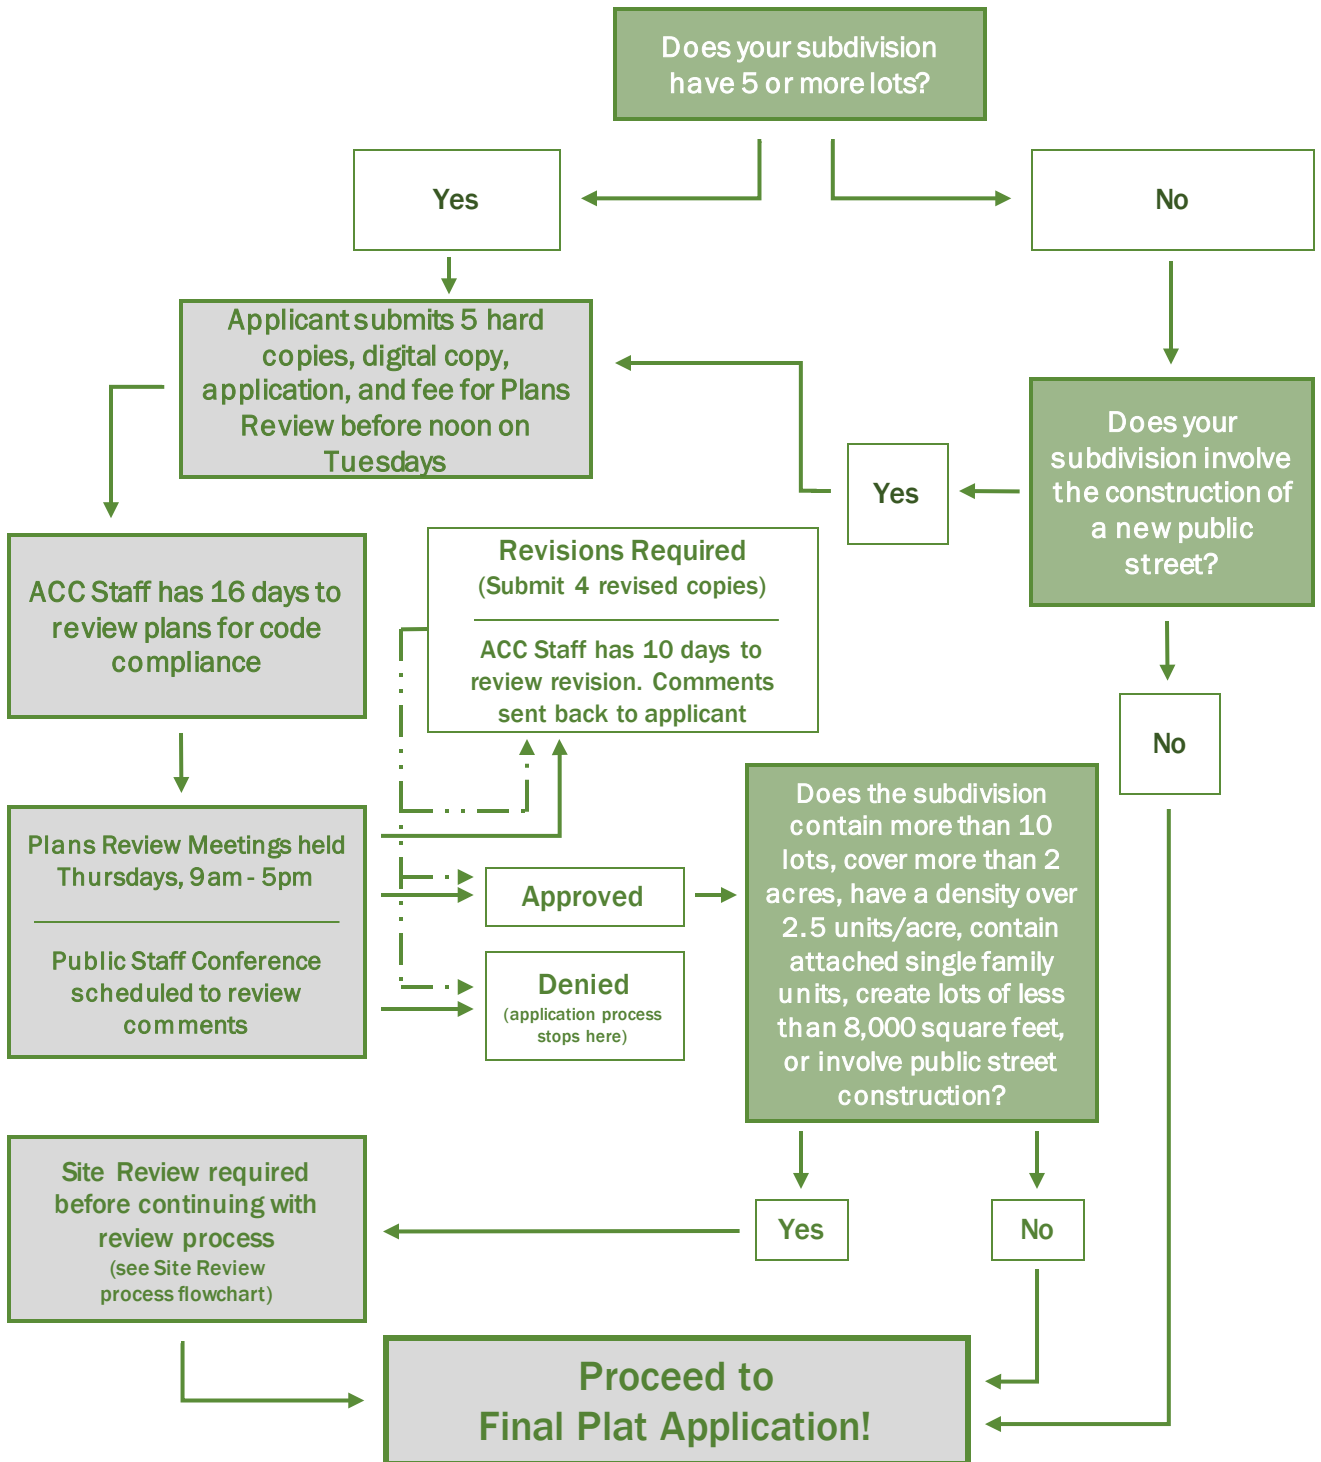 Does your subdivision
have 5 or more lots?
Yes
No
Applicant submits 5 hard
copies, digital copy,
application, and fee for Plans
Review before noon on
Tuesdays
Does your
subdivision involve
the construction of
a new public
street?
Yes
Revisions Required
(Submit 4 revised copies)
ACC Staff has 10 days to
review revision. Comments
sent back to applicant
ACC Staff has 16 days to
review plans for code
compliance
No
Does the subdivision
contain more than 10
lots, cover more than 2
acres, have a density over
2.5 units/acre, contain
attached single family
units, create lots of less
than 8,000 square feet,
or involve public street
construction?
Plans Review Meetings held
Thursdays, 9am - 5pm
Public Staff Conference
scheduled to review
comments
Approved
Denied
(application process
stops here)
Site Review required
before continuing with
review process
(see Site Review
process flowchart)
Yes
No
Proceed to
Final Plat Application!